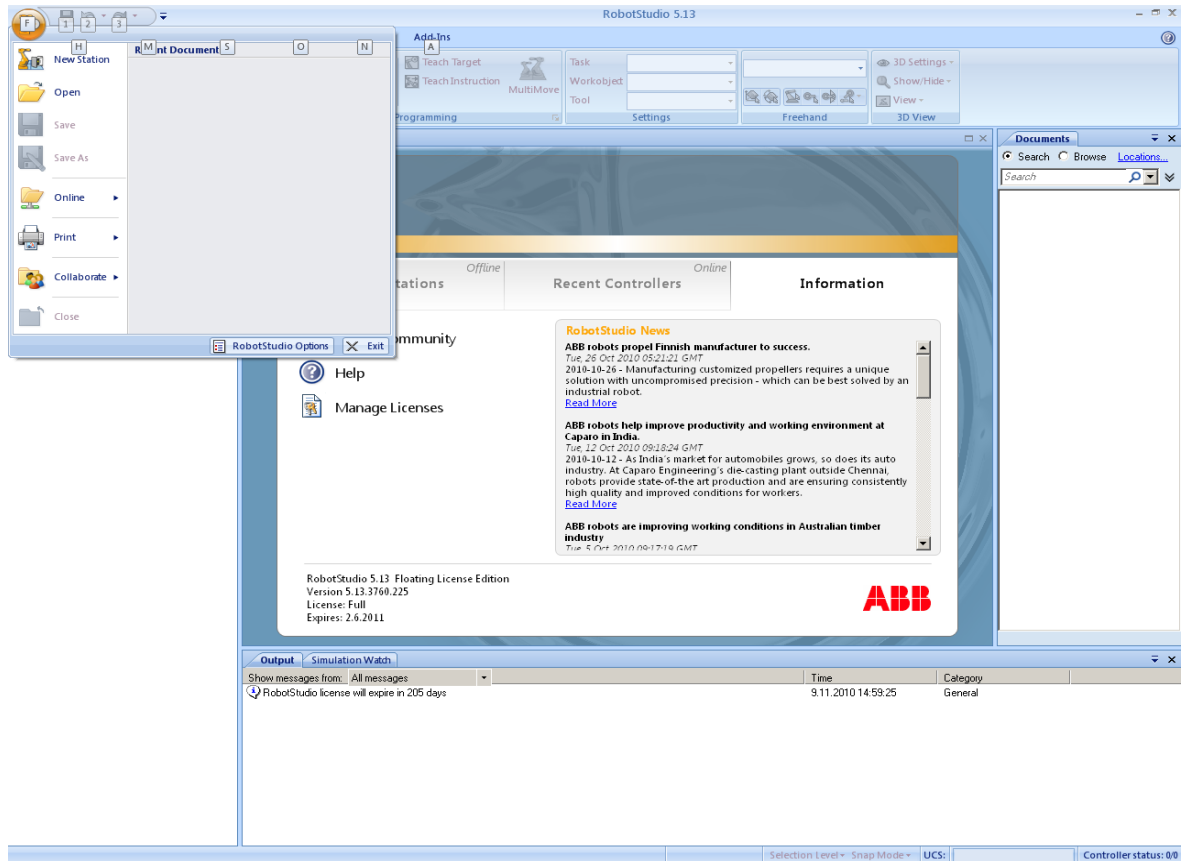 RobotStudio 5.13
F
1
2
3
H
M
S
O
N
A
Add-Ins
New Station
Open
Save
Save As
Online
Print
Collaborate
Close
RobotStudio Options
Exit
Teach Target
Teach Instruction
MultiMove
Programming
Task
Workobject
Tool
Settings
Freehand
3D Settings
Show/Hide
View
3D View
Documents
Search
Browse
Locations...
Search
Offline
Online
Recent Controllers
Information
Help
Manage Licenses
RobotStudio News
ABB robots propel Finnish manufacturer to success.
Tue, 26 Oct 2010 05:21:21 GMT
2010-10-26 - Manufacturing customized propellers requires a unique
solution with uncompromised precision - which can be best solved by an
industrial robot.
Read More
ABB robots help improve productivity and working environment at
Caparo in India.
Tue, 12 Oct 2010 09:18:24 GMT
2010-10-12 - As India's market for automobiles grows, so does its auto
industry. At Caparo Engineering's die-casting plant outside Chennai,
robots provide state-of-the art production and are ensuring consistently
high quality and improved conditions for workers.
Read More
ABB robots are improving working conditions in Australian timber
industry
Tue, 5 Oct 2010 09:17:19 GMT
RobotStudio 5.13 Floating License Edition
Version 5.13.3760.225
License: Full
Expires: 2.6.2011
ABB
Output
Simulation Watch
Show messages from: All messages
Time
Category
RobotStudio license will expire in 205 days
9.11.2010 14:59:25
General
Selection Level
Snap Mode
UCS:
Controller status: 0/0